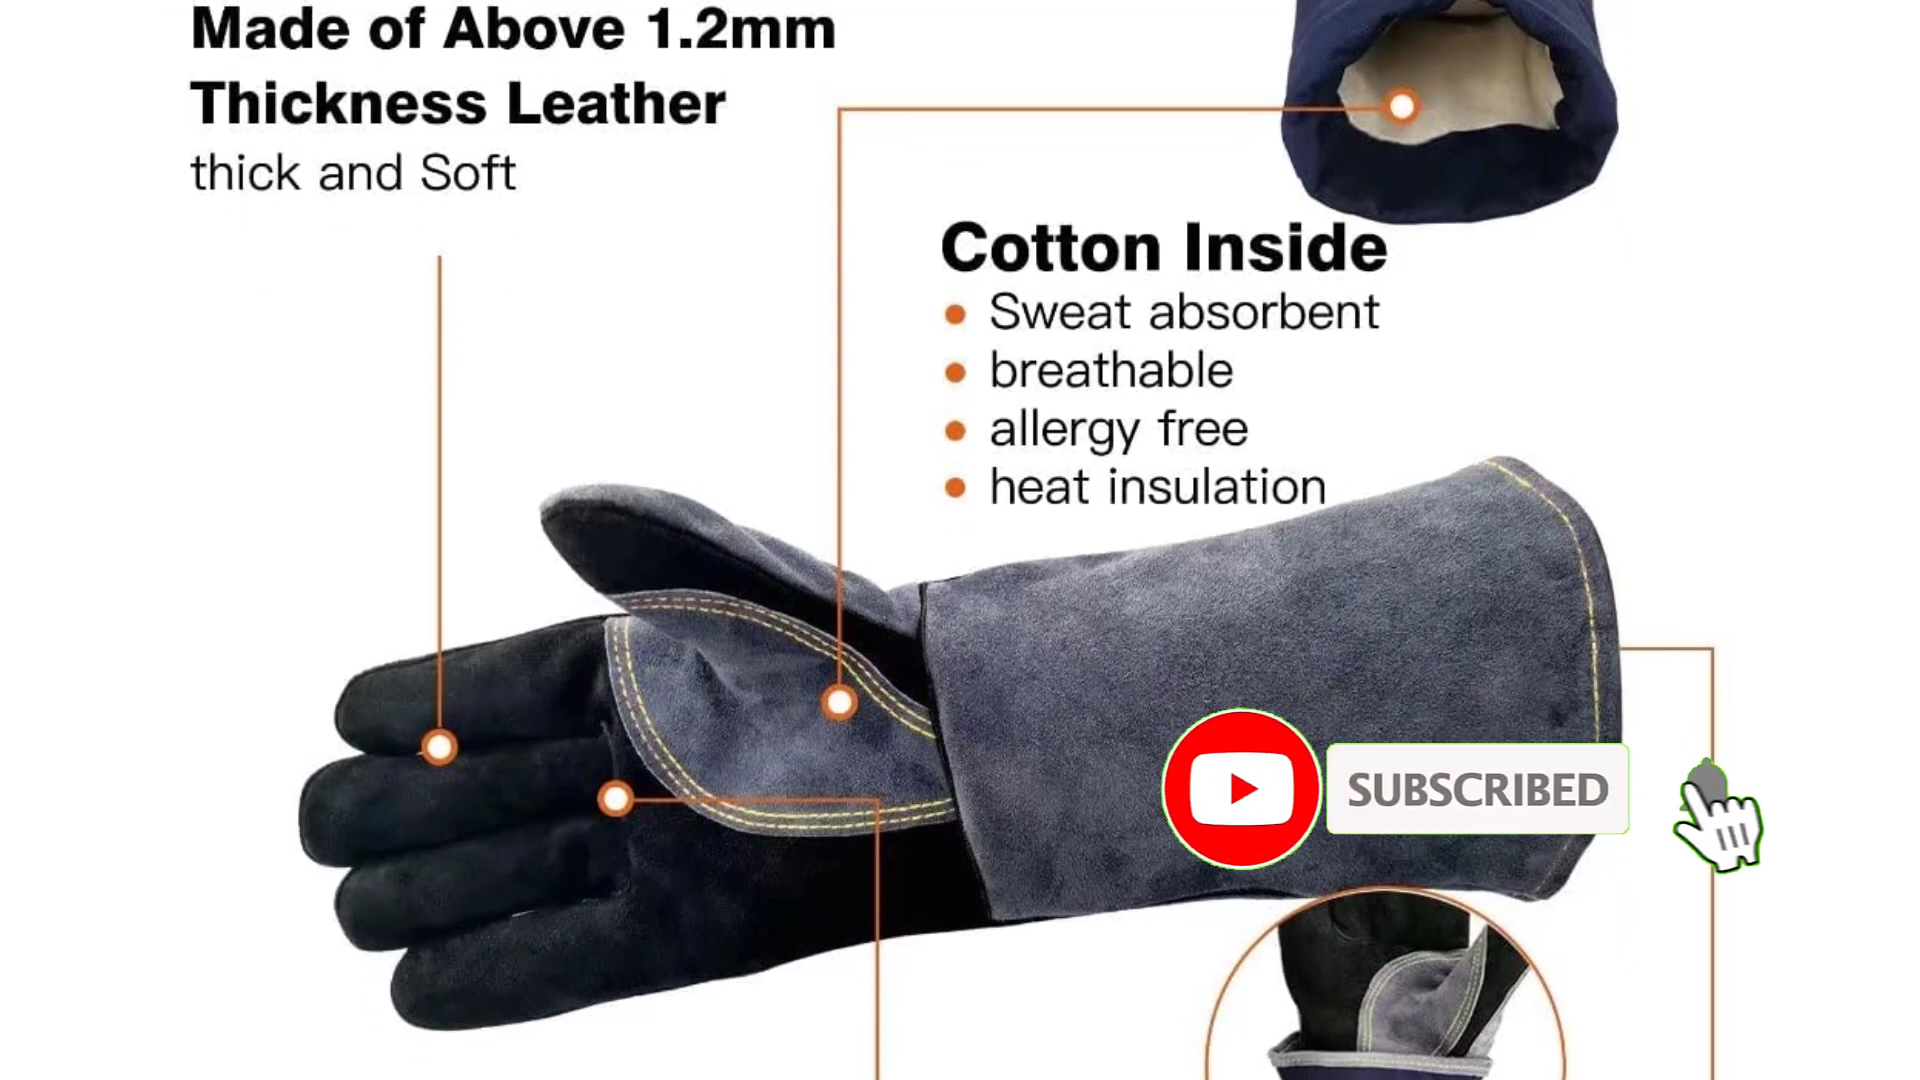 Made of Above 1.2mm
Thickness Leather
thick and Soft
Cotton Inside
Sweat absorbent
breathable
allergy free
heat insulation
SUBSCRIBED